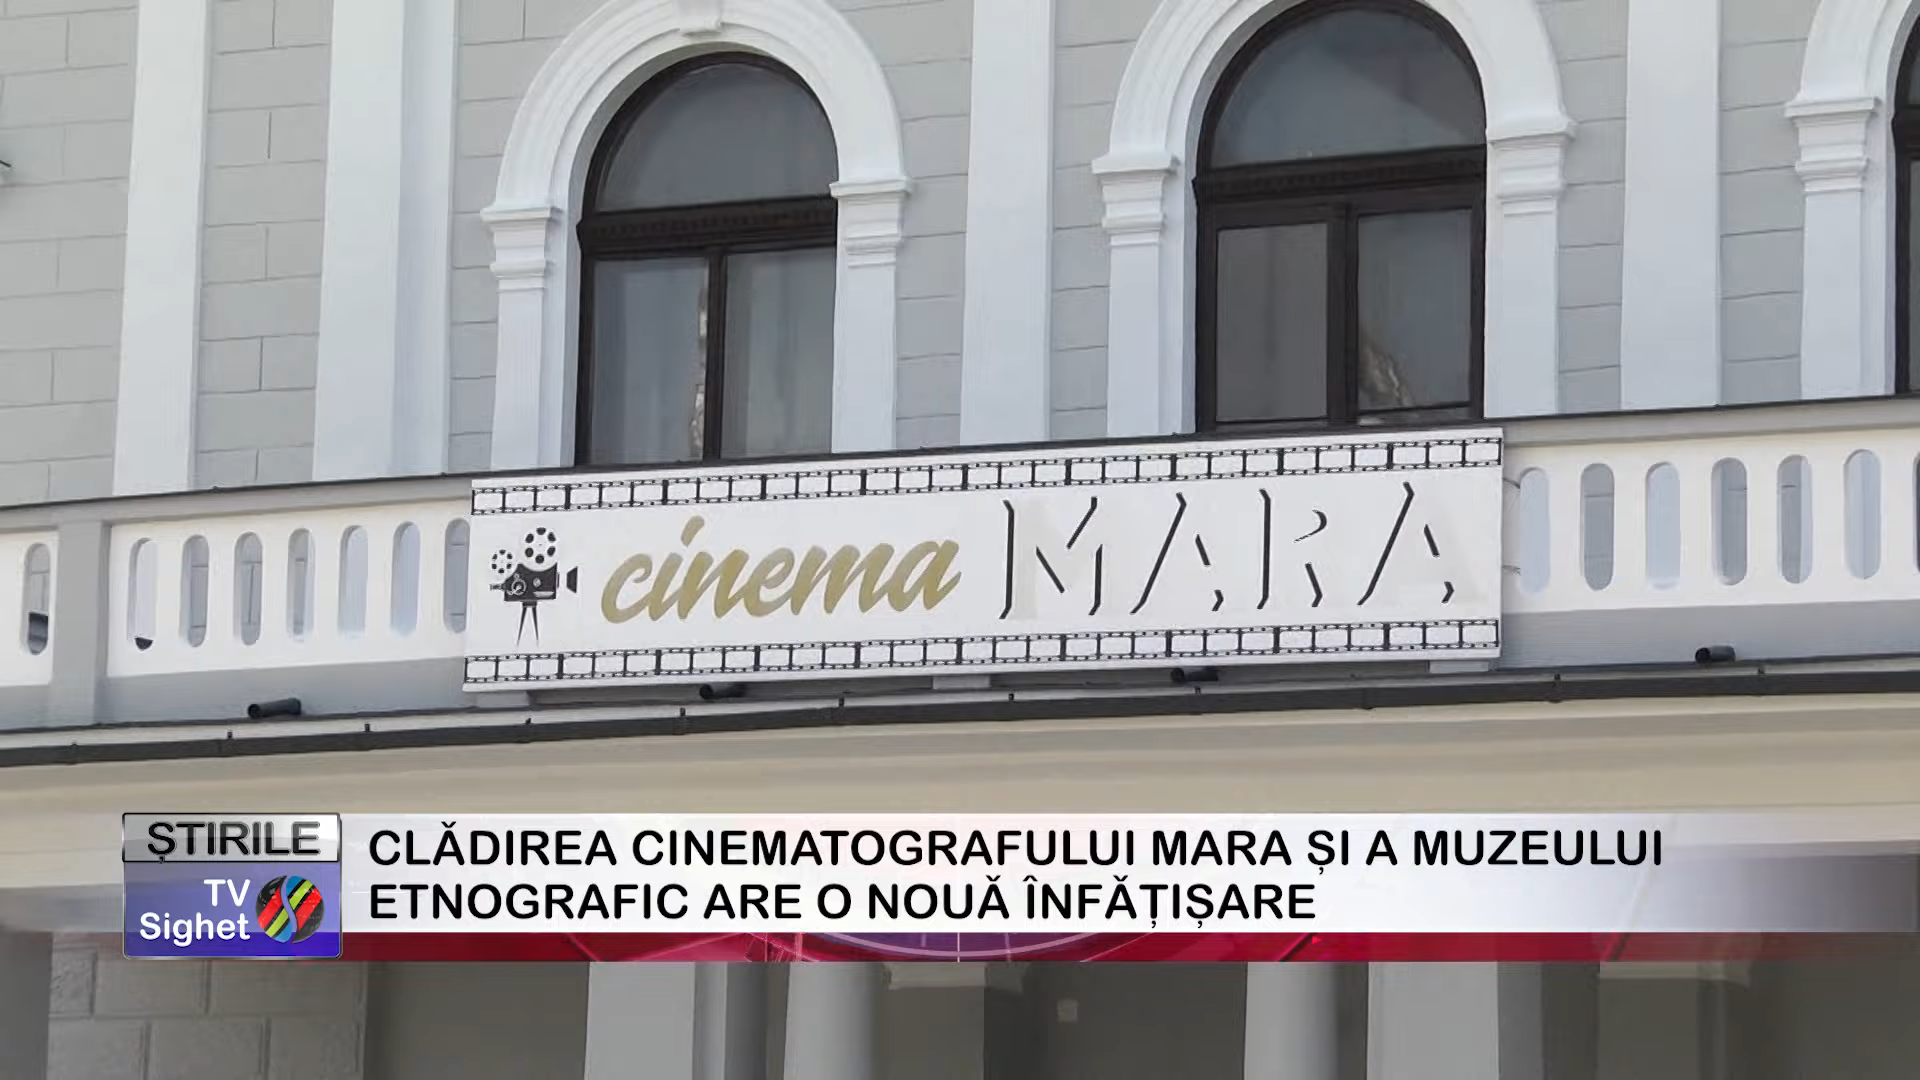 cinema MARA
ȘTIRILE
TV
Sighet
CLĂDIREA CINEMATOGRAFULUI MARA ȘI A MUZEULUI
ETNOGRAFIC ARE O NOUĂ ÎNFĂȚIȘARE